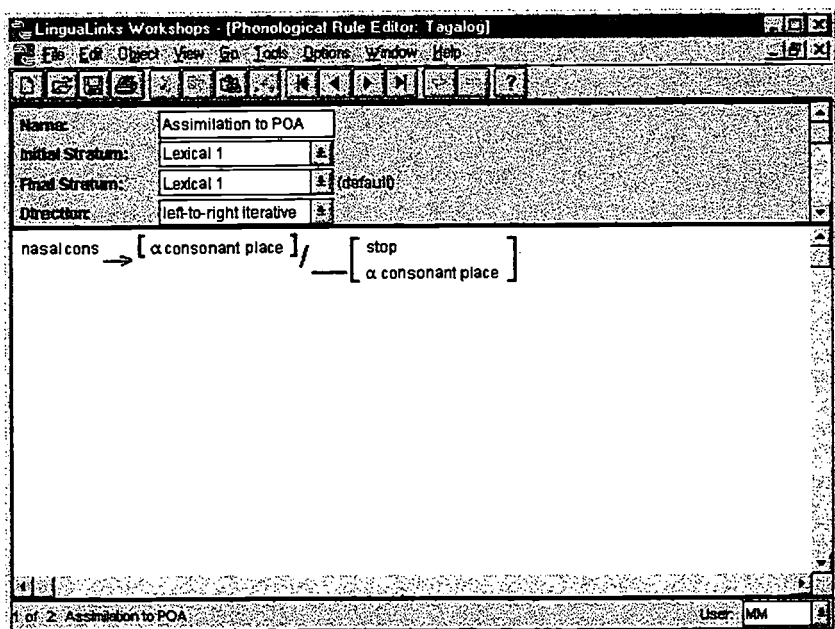 LinguaLinks Workshops - [Phonological Rule Editor: Tagalog]
File Edit Object View Go Tools Options Window Help
?
Name: Assimilation to POA
Initial Stratum: Lexical 1
Final Stratum: Lexical 1 (default)
Direction: left-to-right iterative
nasal cons → [ α consonant place ] / __ [ stop
α consonant place ]
1 of 2: Assimilation to POA User: MM